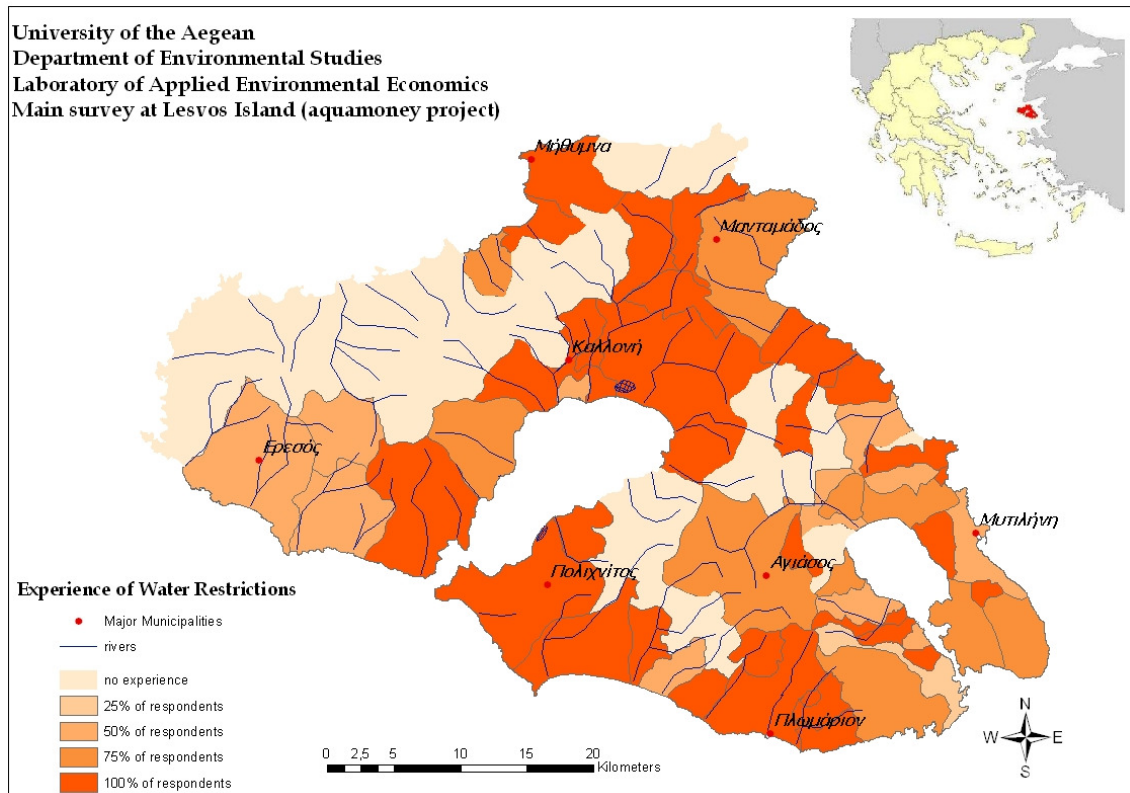 University of the Aegean
Department of Environmental Studies
Laboratory of Applied Environmental Economics
Main survey at Lesvos Island (aquamoney project)
Μήθυμνα
Μανταμάδος
Καλλονή
Ερεσός
Μυτιλήνη
Πολιχνίτος
Αγιάσος
Πλωμάριον
Experience of Water Restrictions
Major Municipalities
rivers
no experience
25% of respondents
50% of respondents
75% of respondents
100% of respondents
0 2,5 5 10 15 20
Kilometers
N
W E
S